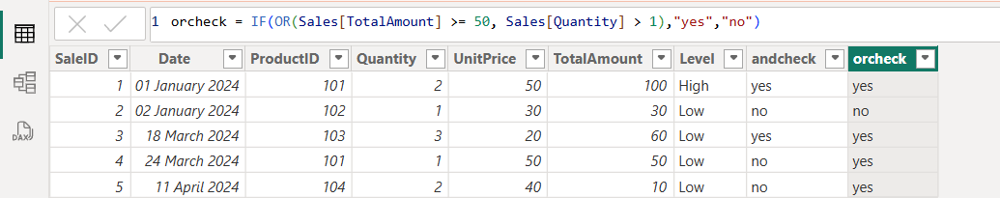 1 orcheck = IF(OR(Sales[TotalAmount] >= 50, Sales[Quantity] > 1),"yes","no")
SaleID Date ProductID Quantity UnitPrice TotalAmount Level andcheck orcheck
1 01 January 2024 101 2 50 100 High yes yes
2 02 January 2024 102 1 30 30 Low no no
3 18 March 2024 103 3 20 60 Low yes yes
4 24 March 2024 101 1 50 50 Low no yes
5 11 April 2024 104 2 40 10 Low no yes
DAX